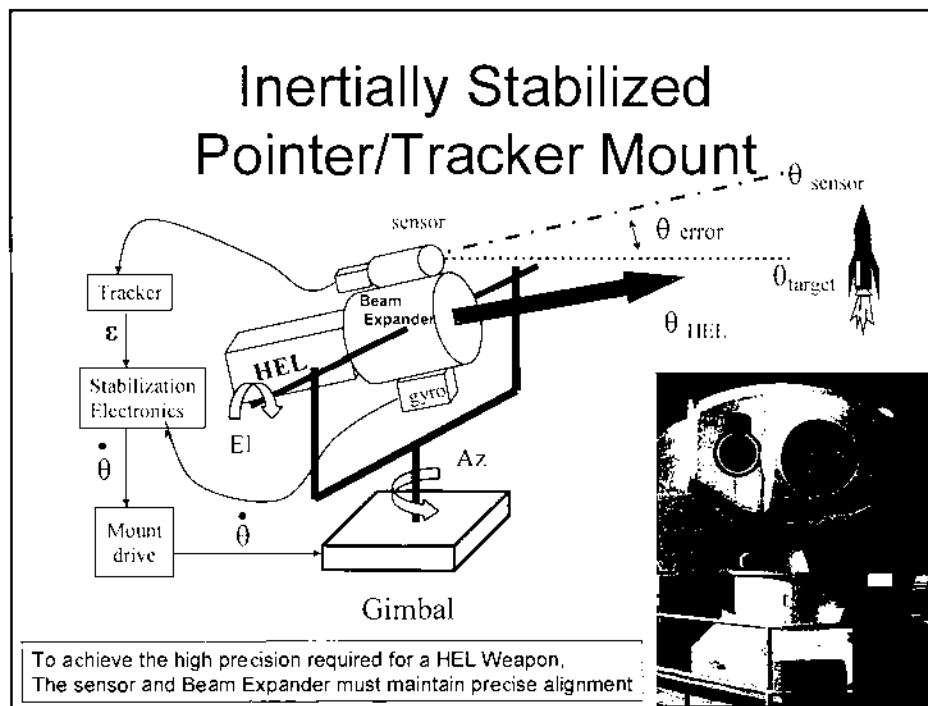 Inertially Stabilized
Pointer/Tracker Mount
θ sensor
sensor
θ error
θ target
Tracker
Beam
Expander
θ HEL
ε
HEL
Stabilization
Electronics
gyro
El
Az
θ̇
Mount
drive
θ̇
Gimbal
To achieve the high precision required for a HEL Weapon,
The sensor and Beam Expander must maintain precise alignment